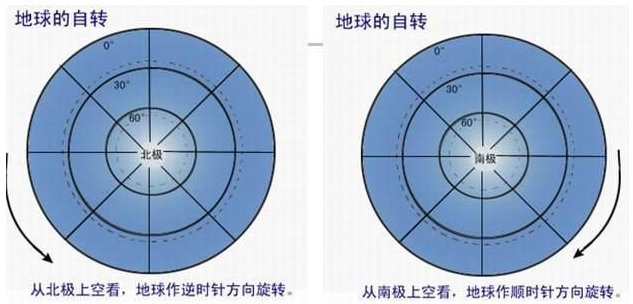 地球的自转
0°
30°
60°
北极
从北极上空看，地球作逆时针方向旋转。
地球的自转
0°
30°
60°
南极
从南极上空看，地球作顺时针方向旋转。